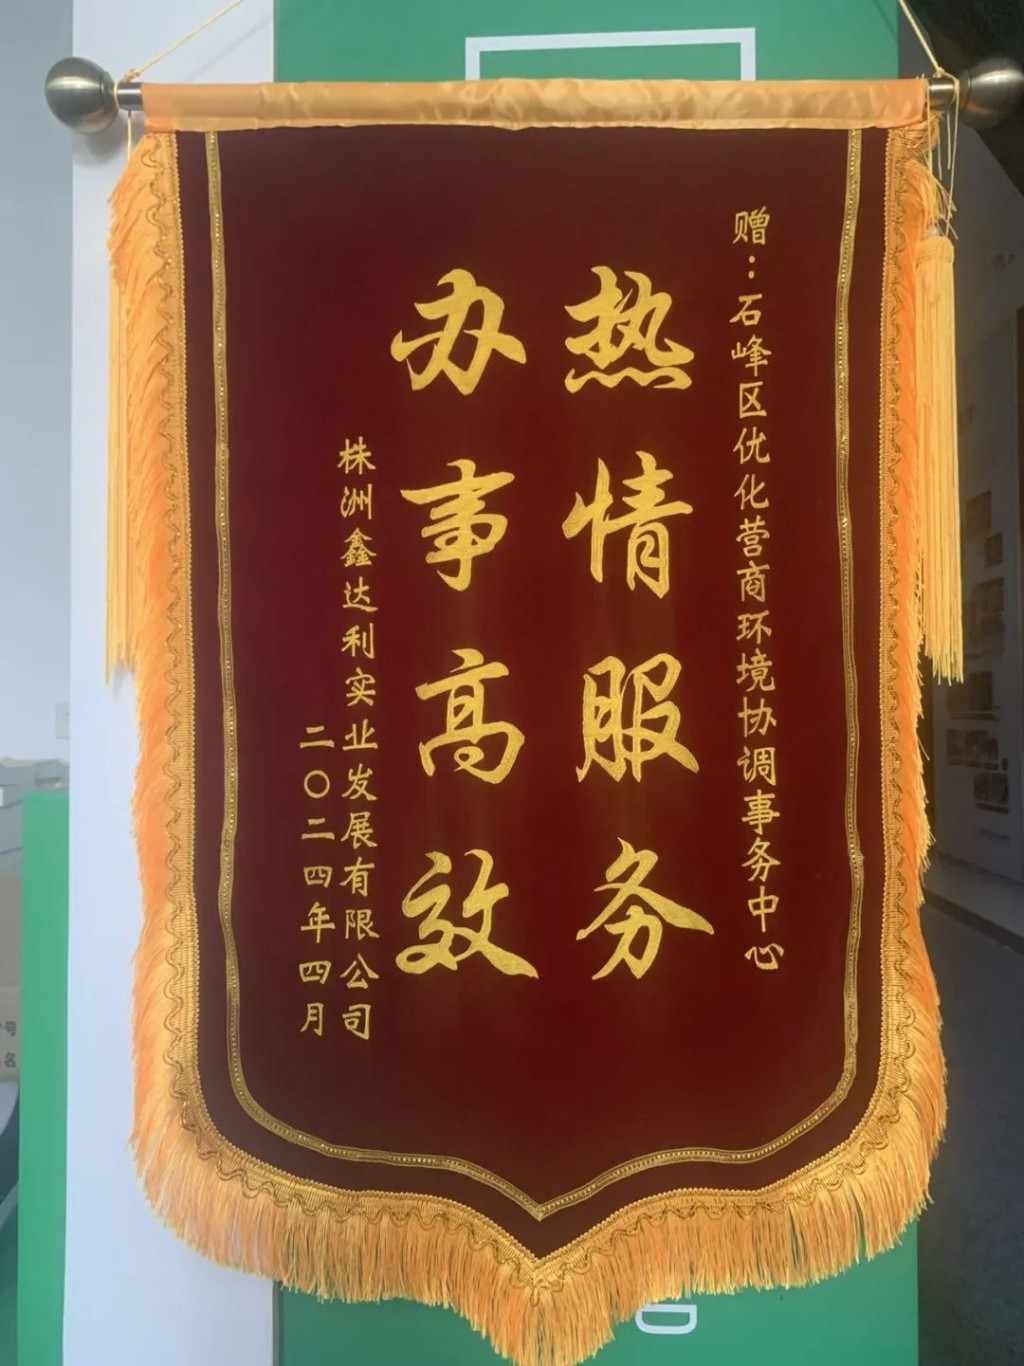 赠：石峰区优化营商环境协调事务中心
热情服务
办事高效
株洲鑫达利实业发展有限公司
二〇二四年四月
号
名